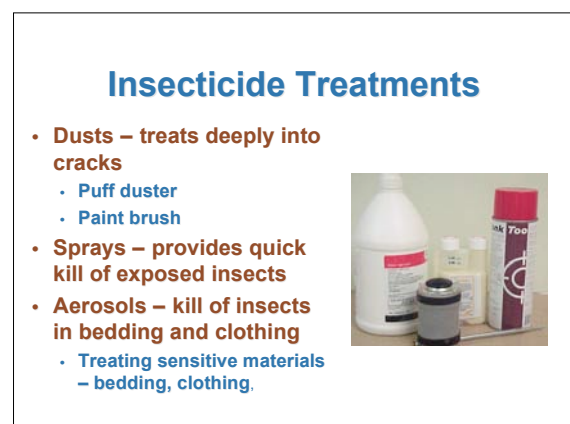 Insecticide Treatments
• Dusts – treats deeply into
cracks
• Puff duster
• Paint brush
• Sprays – provides quick
kill of exposed insects
• Aerosols – kill of insects
in bedding and clothing
• Treating sensitive materials
– bedding, clothing,
Too